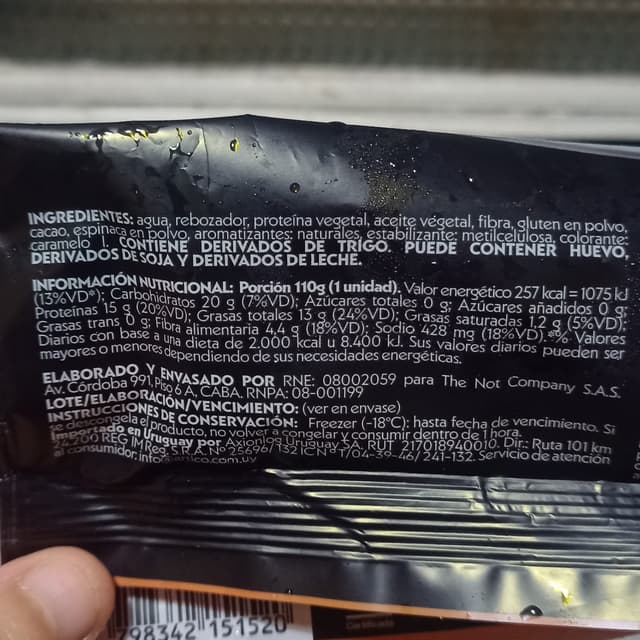 INGREDIENTES: agua, rebozador, proteína vegetal, aceite végetal, fibra, gluten en polvo,
cacao, espinaca en polvo, aromatizantes: naturales, estabilizante: metilcelulosa, colorante:
caramelo I. CONTIENE DERIVADOS DE TRIGO. PUEDE CONTENER HUEVO,
DERIVADOS DE SOJA Y DERIVADOS DE LECHE.
INFORMACIÓN NUTRICIONAL: Porción 110g (1 unidad). Valor energético 257 kcal = 1075 kJ
(13%VD*); Carbohidratos 20 g (7%VD); Azúcares totales 0 g; Azúcares añadidos 0 g;
Proteínas 15 g (20%VD); Grasas totales 13 g (24%VD); Grasas saturadas 1,2 g (5%VD);
Grasas trans 0 g; Fibra alimentaria 4,4 g (18%VD); Sodio 428 mg (18%VD). *% Valores
Diarios con base a una dieta de 2.000 kcal u 8.400 kJ. Sus valores diarios pueden ser
mayores o menores dependiendo de sus necesidades energéticas.
ELABORADO Y ENVASADO POR RNE: 08002059 para The Not Company S.A.S.
Av. Córdoba 991, Piso 6 A, CABA. RNPA: 08-001199
LOTE/ELABORACIÓN/VENCIMIENTO: (ver en envase)
INSTRUCCIONES DE CONSERVACIÓN: Freezer (-18°C): hasta fecha de vencimiento. Si
se descongela el producto, no volver a congelar y consumir dentro de 1 hora.
Importado en Uruguay por: Axionlog Uruguay SA. RUT 217018940010. Dir.: Ruta 101 km
24700 REG IM Reg. S.R.A. N° 25696/ 1321C N° 1/04-39-46/ 241-132. Servicio de atención
al consumidor:
798342 151520
Certificado